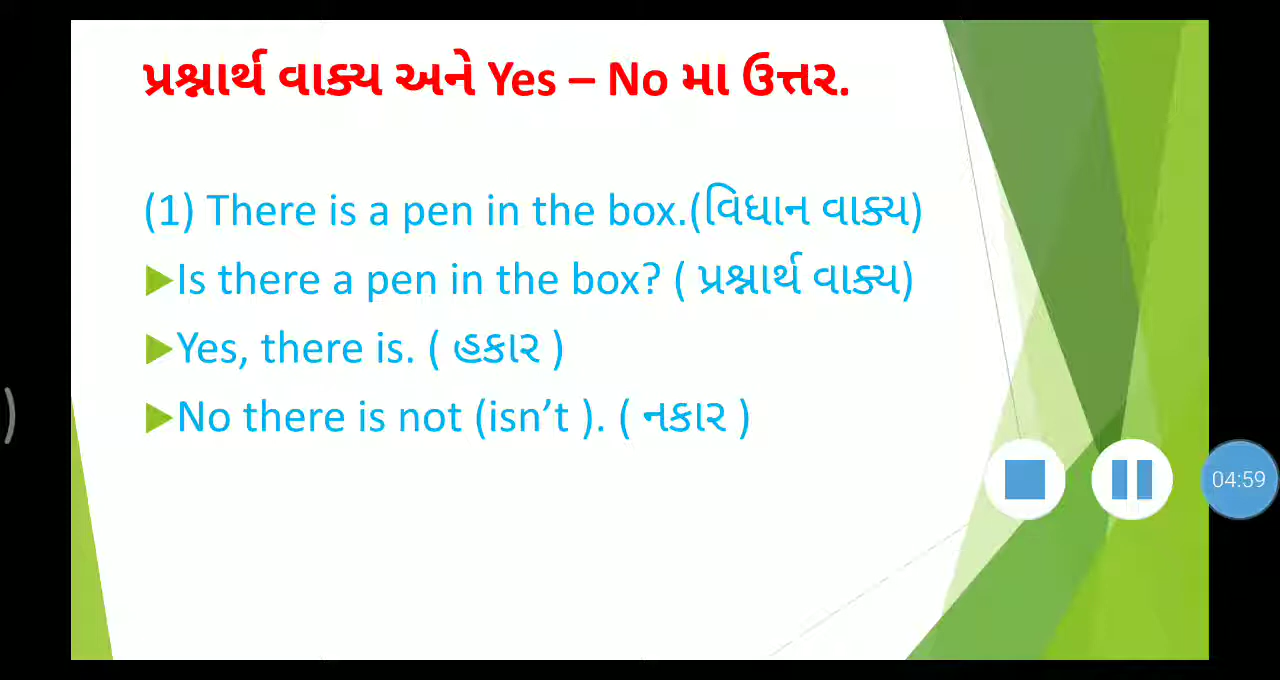 પ્રશ્નાર્થ વાક્ય અને Yes – No મા ઉત્તર.
(1) There is a pen in the box.(વિધાન વાક્ય)
Is there a pen in the box? ( પ્રશ્નાર્થ વાક્ય)
Yes, there is. ( હકાર )
No there is not (isn’t ). ( નકાર )
04:59